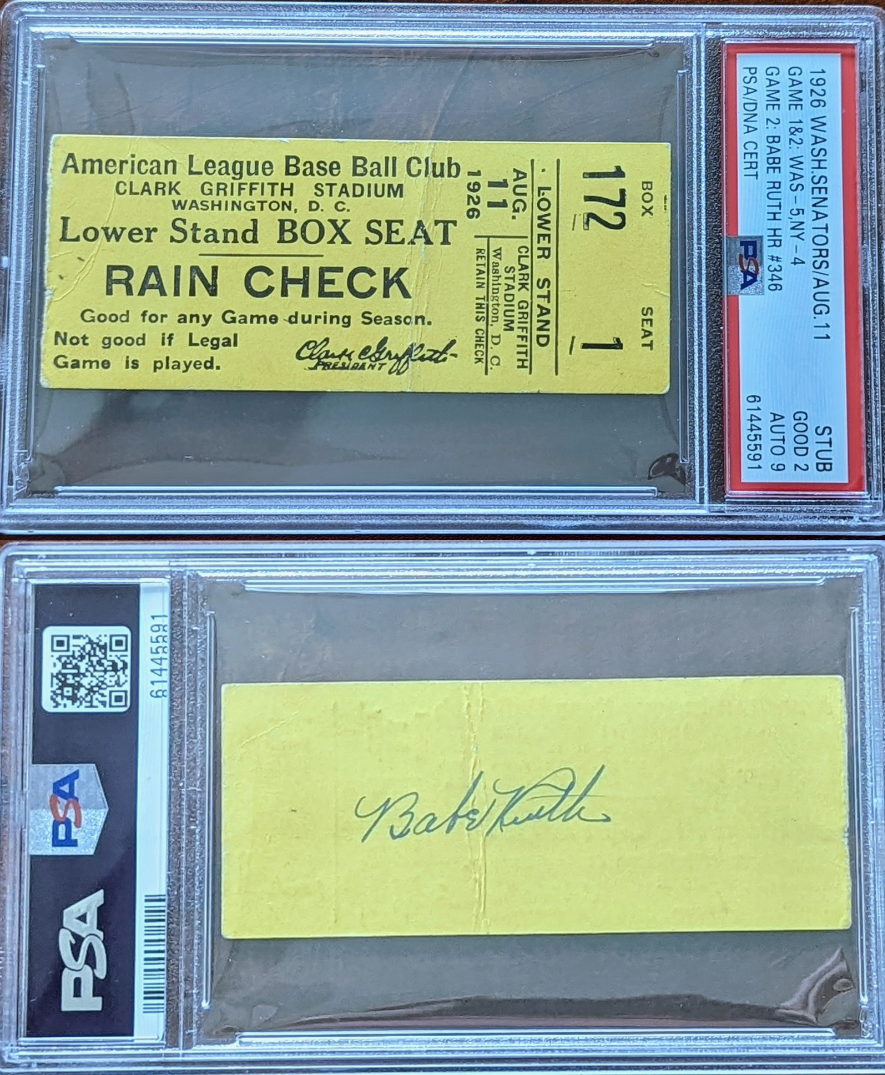 American League Base Ball Club
CLARK GRIFFITH STADIUM
WASHINGTON, D. C.
Lower Stand BOX SEAT
RAIN CHECK
Good for any Game during Season.
Not good if Legal
Game is played.
Clark C Griffith
PRESIDENT
AUG.
11
1926
CLARK GRIFFITH
STADIUM
Washington, D. C.
RETAIN THIS CHECK
LOWER STAND
BOX
172
SEAT
1
1926 WASH.SENATORS/AUG.11 STUB
GAME 1&2: WAS - 5,NY - 4 GOOD 2
GAME 2: BABE RUTH HR #346 AUTO 9
PSA/DNA CERT 61445591
PSA
61445591
PSA
PSA
Babe Ruth